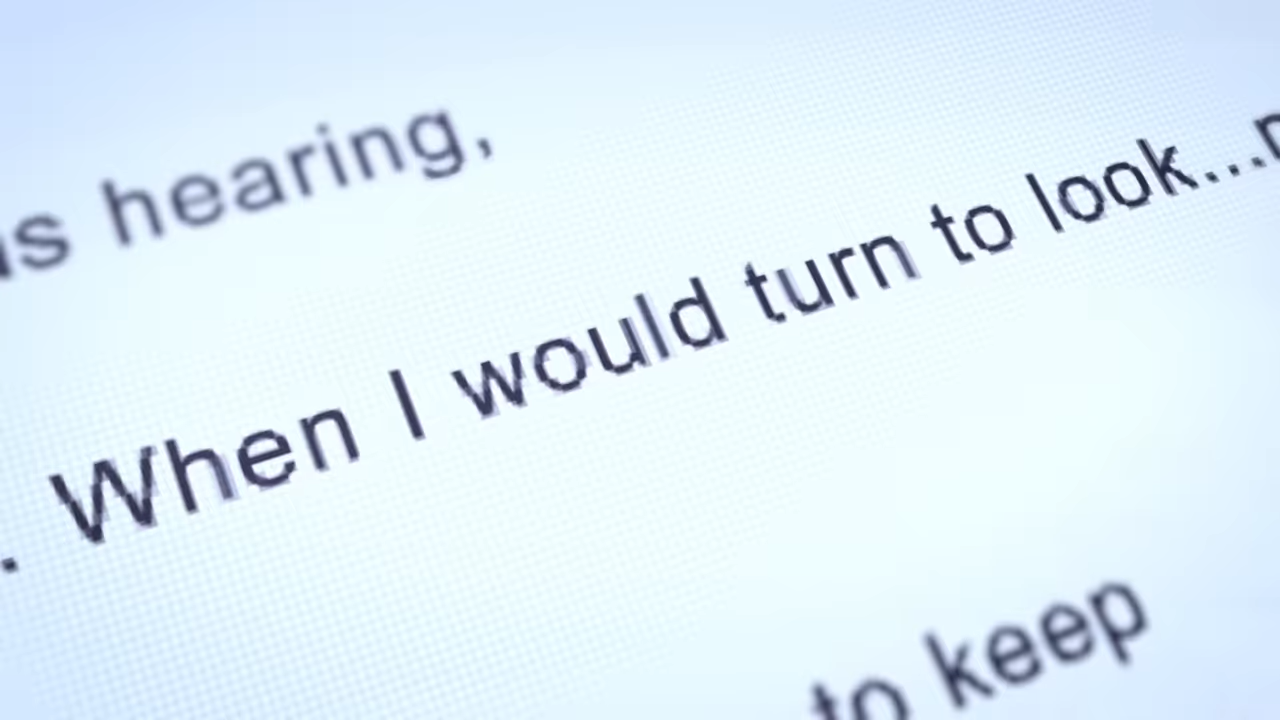 hearing,
. When I would turn to look...
to keep